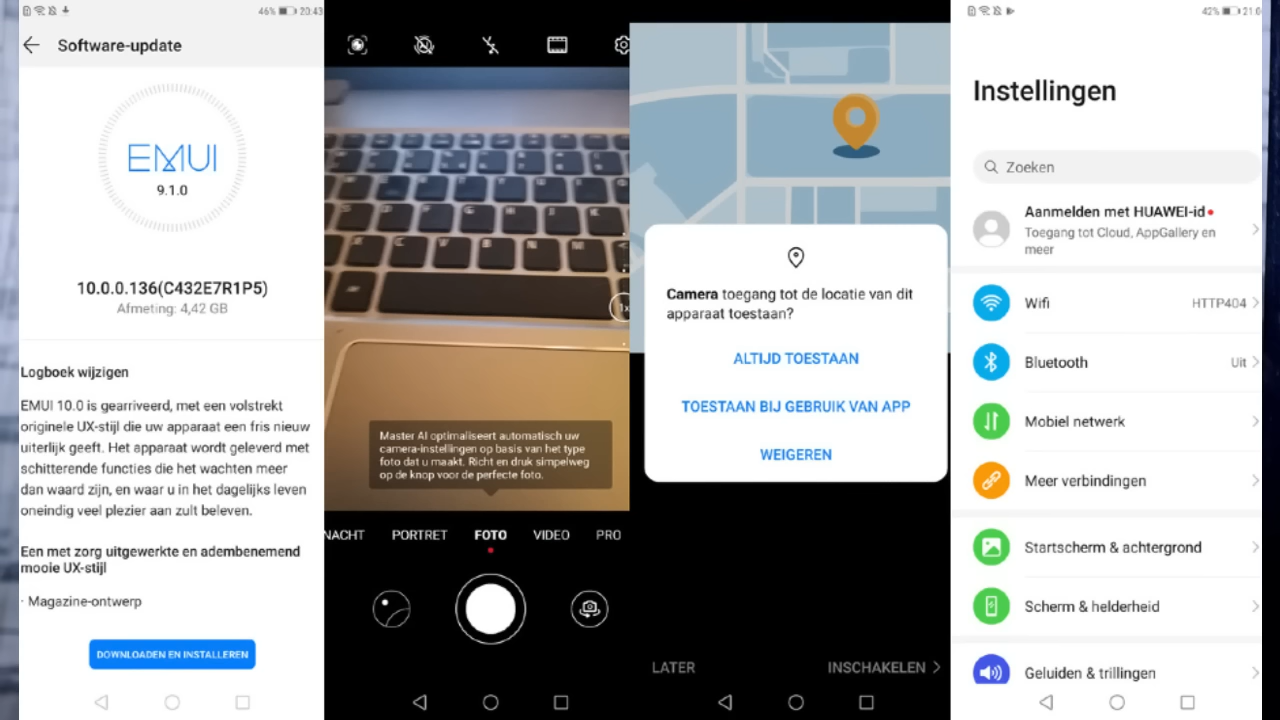 46% 20:43
Software-update
EMUI
9.1.0
10.0.0.136(C432E7R1P5)
Afmeting: 4,42 GB
Logboek wijzigen
EMUI 10.0 is gearriveerd, met een volstrekt
originele UX-stijl die uw apparaat een fris nieuw
uiterlijk geeft. Het apparaat wordt geleverd met
schitterende functies die het wachten meer
dan waard zijn, en waar u in het dagelijks leven
oneindig veel plezier aan zult beleven.
Een met zorg uitgewerkte en adembenemend
mooie UX-stijl
· Magazine-ontwerp
DOWNLOADEN EN INSTALLEREN
1x
Master AI optimaliseert automatisch uw
camera-instellingen op basis van het type
foto dat u maakt. Richt en druk simpelweg
op de knop voor de perfecte foto.
NACHT PORTRET FOTO VIDEO PRO
Camera toegang tot de locatie van dit
apparaat toestaan?
ALTIJD TOESTAAN
TOESTAAN BIJ GEBRUIK VAN APP
WEIGEREN
LATER INSCHAKELEN
42% 21:0
Instellingen
Zoeken
Aanmelden met HUAWEI-id
Toegang tot Cloud, AppGallery en
meer
Wifi HTTP404
Bluetooth Uit
Mobiel netwerk
Meer verbindingen
Startscherm & achtergrond
Scherm & helderheid
Geluiden & trillingen